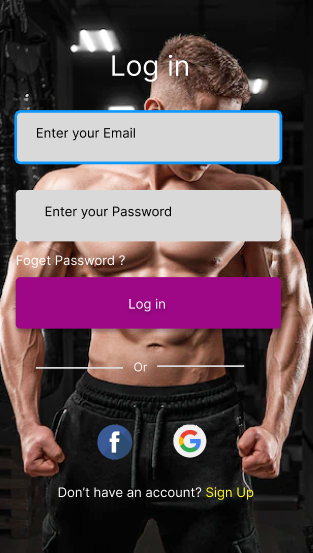 Log in
Enter your Email
Enter your Password
Foget Password ?
Log in
Or
f
G
Don't have an account? Sign Up